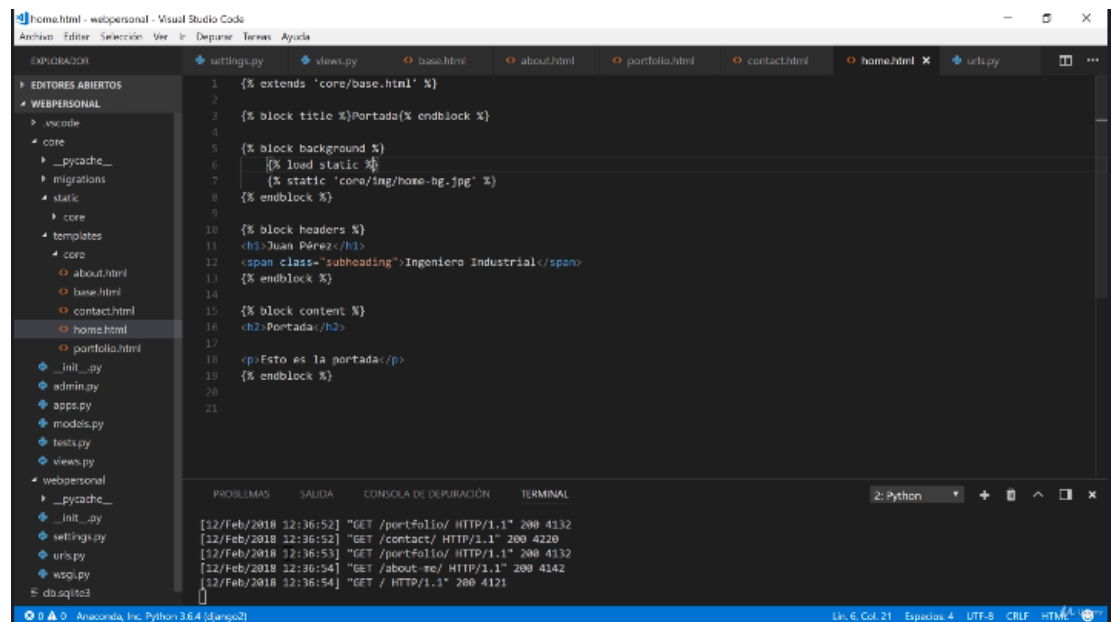 home.html - webpersonal - Visual Studio Code
Archivo Editar Selección Ver Ir Depurar Tareas Ayuda
EXPLORADOR
settings.py views.py base.html about.html portfolio.html contact.html home.html urls.py
EDITORES ABIERTOS
WEBPERSONAL
.vscode
core
__pycache__
migrations
static
core
templates
core
about.html
base.html
contact.html
home.html
portfolio.html
__init__.py
admin.py
apps.py
models.py
tests.py
views.py
webpersonal
__pycache__
__init__.py
settings.py
urls.py
wsgi.py
db.sqlite3
1 {% extends 'core/base.html' %}
2
3 {% block title %}Portada{% endblock %}
4
5 {% block background %}
6 {% load static %}
7 {% static 'core/img/home-bg.jpg' %}
8 {% endblock %}
9
10 {% block headers %}
11 <h1>Juan Pérez</h1>
12 <span class="subheading">Ingeniero Industrial</span>
13 {% endblock %}
14
15 {% block content %}
16 <h2>Portada</h2>
17
18 <p>Esto es la portada</p>
19 {% endblock %}
20
21
PROBLEMAS SALIDA CONSOLA DE DEPURACIÓN TERMINAL
2: Python
[12/Feb/2018 12:36:52] "GET /portfolio/ HTTP/1.1" 200 4132
[12/Feb/2018 12:36:52] "GET /contact/ HTTP/1.1" 200 4220
[12/Feb/2018 12:36:53] "GET /portfolio/ HTTP/1.1" 200 4132
[12/Feb/2018 12:36:54] "GET /about-me/ HTTP/1.1" 200 4142
[12/Feb/2018 12:36:54] "GET / HTTP/1.1" 200 4121
0 0 Anaconda, Inc. Python 3.6.4 (django2)
Lín. 6, Col. 21 Espacios: 4 UTF-8 CRLF HTML